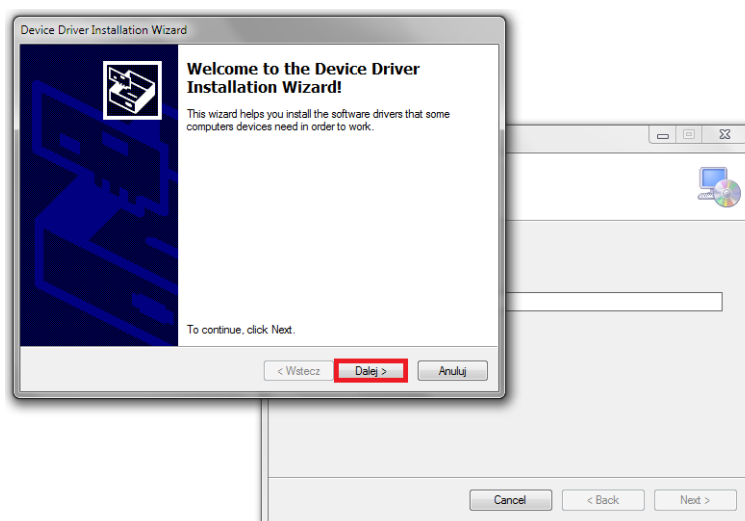 Device Driver Installation Wizard
Welcome to the Device Driver
Installation Wizard!
This wizard helps you install the software drivers that some
computers devices need in order to work.
To continue, click Next.
< Wstecz
Dalej >
Anuluj
Cancel
< Back
Next >